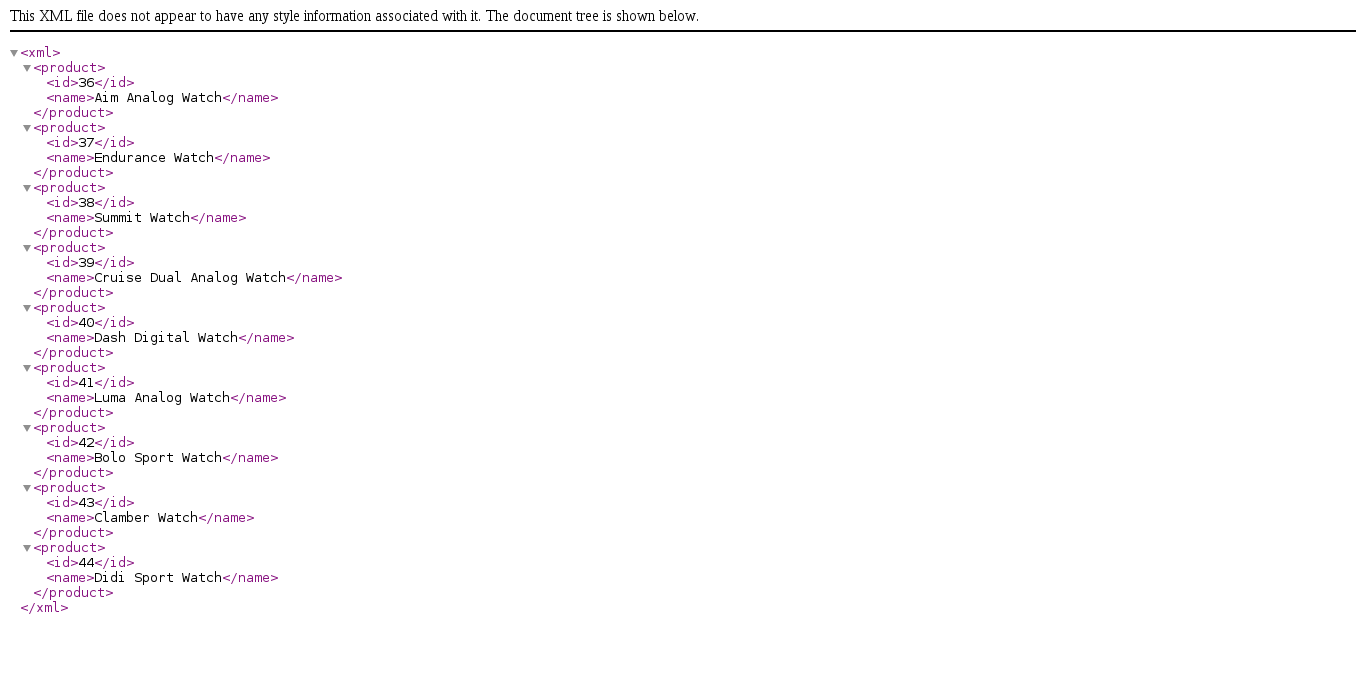 This XML file does not appear to have any style information associated with it. The document tree is shown below.
▼<xml>
▼<product>
<id>36</id>
<name>Aim Analog Watch</name>
</product>
▼<product>
<id>37</id>
<name>Endurance Watch</name>
</product>
▼<product>
<id>38</id>
<name>Summit Watch</name>
</product>
▼<product>
<id>39</id>
<name>Cruise Dual Analog Watch</name>
</product>
▼<product>
<id>40</id>
<name>Dash Digital Watch</name>
</product>
▼<product>
<id>41</id>
<name>Luma Analog Watch</name>
</product>
▼<product>
<id>42</id>
<name>Bolo Sport Watch</name>
</product>
▼<product>
<id>43</id>
<name>Clamber Watch</name>
</product>
▼<product>
<id>44</id>
<name>Didi Sport Watch</name>
</product>
</xml>